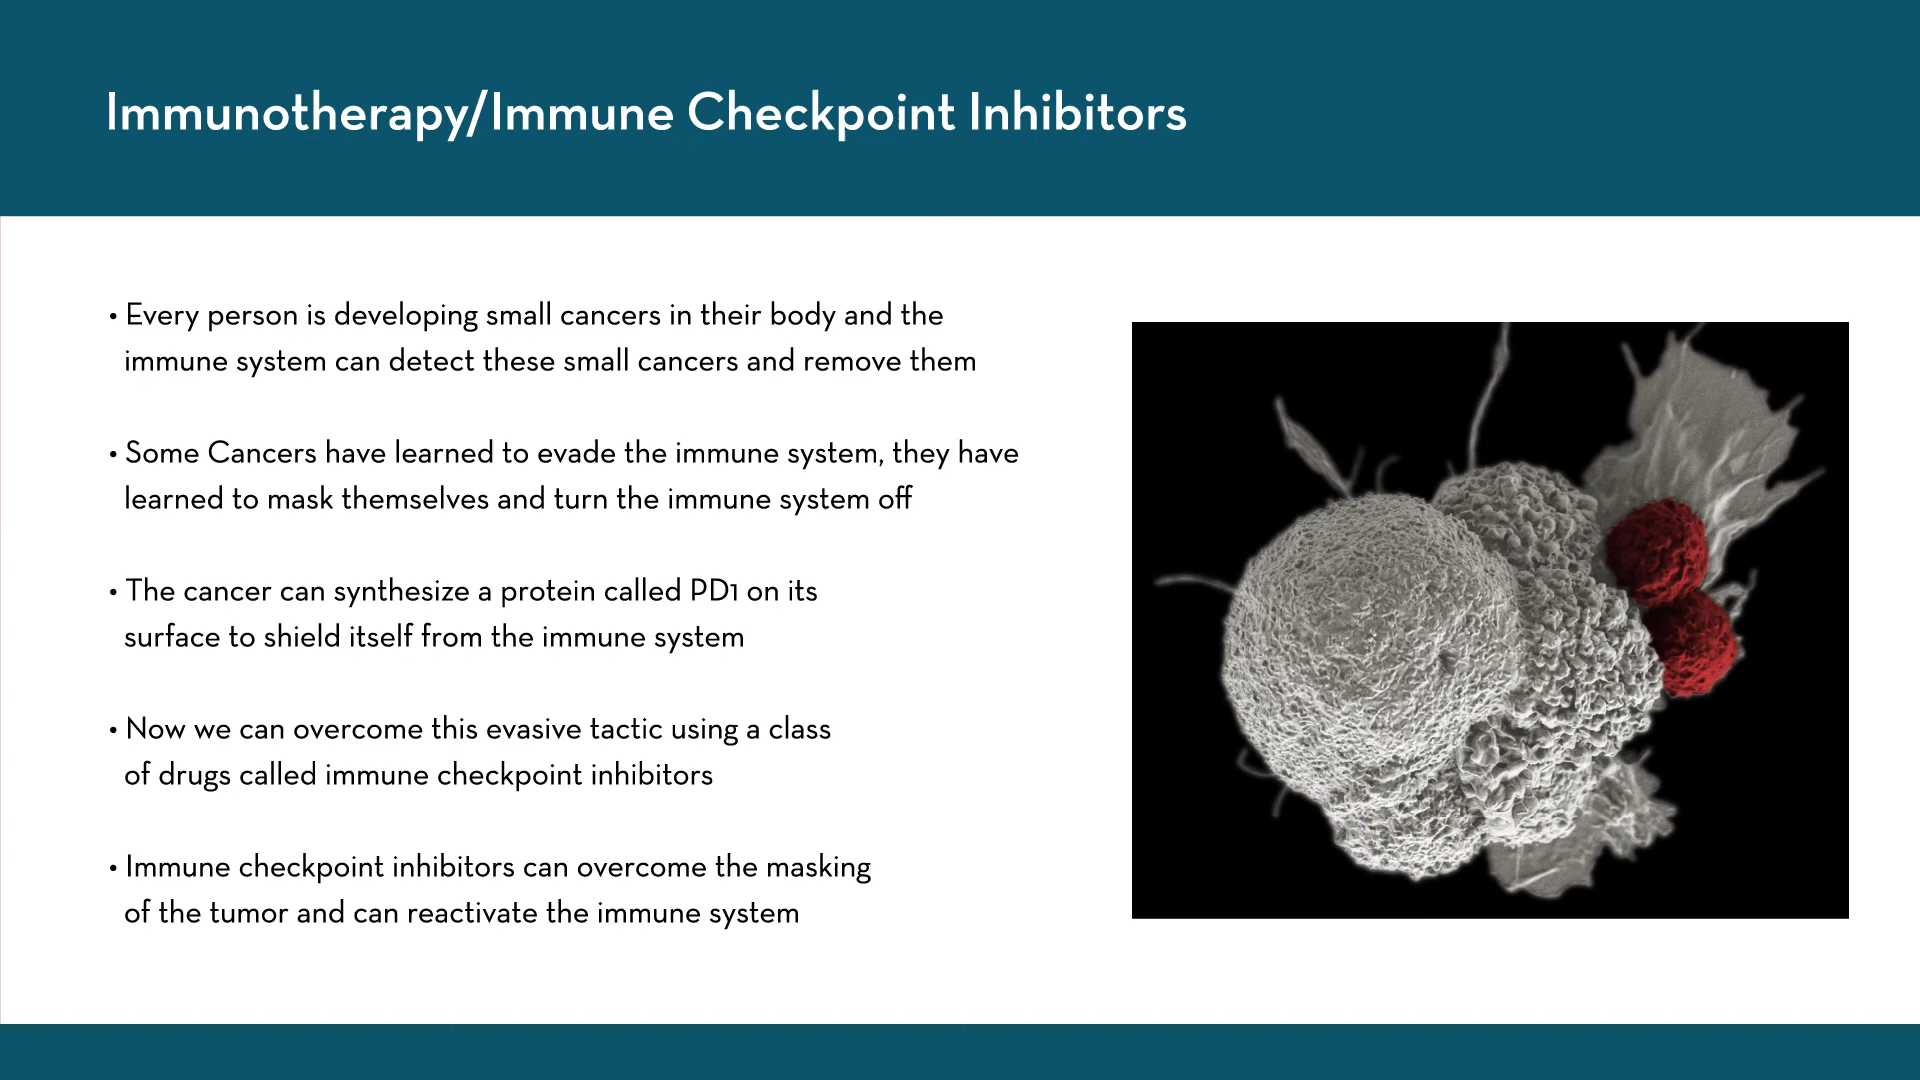 Immunotherapy/Immune Checkpoint Inhibitors
• Every person is developing small cancers in their body and the
immune system can detect these small cancers and remove them
• Some Cancers have learned to evade the immune system, they have
learned to mask themselves and turn the immune system off
• The cancer can synthesize a protein called PD1 on its
surface to shield itself from the immune system
• Now we can overcome this evasive tactic using a class
of drugs called immune checkpoint inhibitors
• Immune checkpoint inhibitors can overcome the masking
of the tumor and can reactivate the immune system